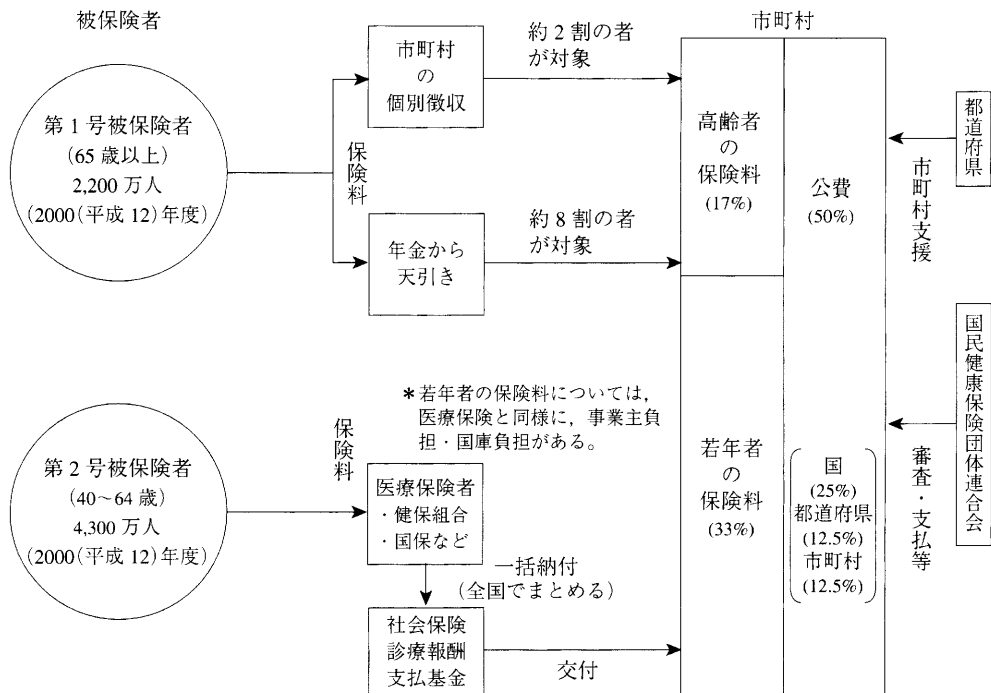 被保険者
第1号被保険者
(65歳以上)
2,200万人
(2000(平成12)年度)
保険料
市町村
の
個別徴収
約2割の者
が対象
年金から
天引き
約8割の者
が対象
第2号被保険者
(40〜64歳)
4,300万人
(2000(平成12)年度)
保険料
*若年者の保険料については,
医療保険と同様に,事業主負
担・国庫負担がある。
医療保険者
・健保組合
・国保など
一括納付
(全国でまとめる)
社会保険
診療報酬
支払基金
交付
市町村
高齢者
の
保険料
(17%)
若年者
の
保険料
(33%)
公費
(50%)
国
(25%)
都道府県
(12.5%)
市町村
(12.5%)
都道府県
市町村支援
国民健康保険団体連合会
審査・支払等